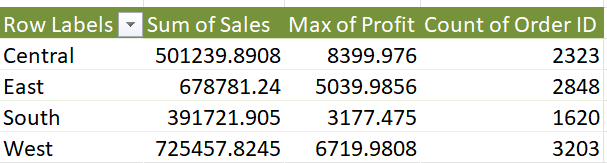 Row Labels Sum of Sales Max of Profit Count of Order ID
Central 501239.8908 8399.976 2323
East 678781.24 5039.9856 2848
South 391721.905 3177.475 1620
West 725457.8245 6719.9808 3203